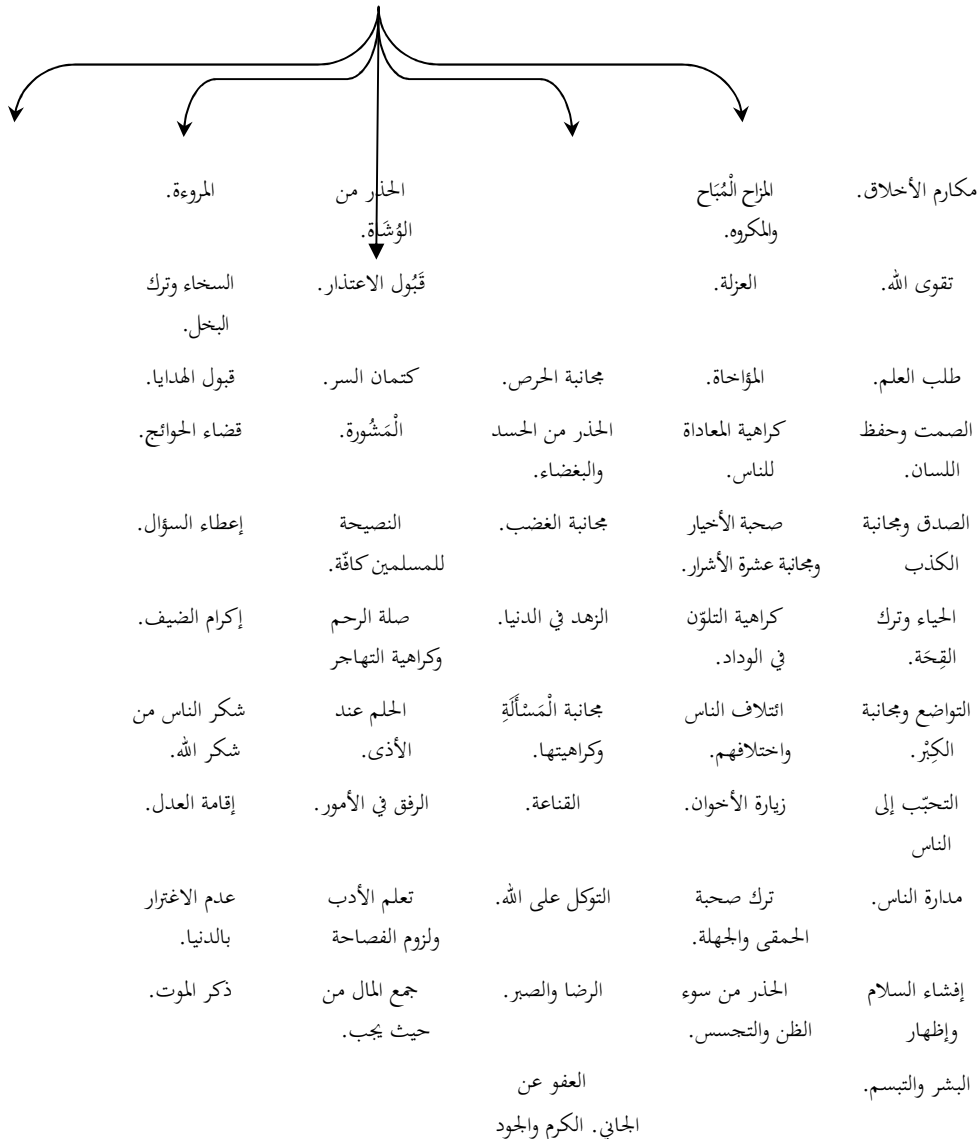 مكارم الأخلاق.
تقوى الله.
طلب العلم.
الصمت وحفظ
اللسان.
الصدق ومجانبة
الكذب
الحياء وترك
القِحَة.
التواضع ومجانبة
الكِبْر.
التحبّب إلى
الناس
مدارة الناس.
إفشاء السلام
وإظهار
البشر والتبسم.
المزاح الْمُبَاح
والمكروه.
العزلة.
المؤاخاة.
كراهية المعاداة
للناس.
صحبة الأخيار
ومجانبة عشرة الأشرار.
كراهية التلوّن
في الوداد.
ائتلاف الناس
واختلافهم.
زيارة الأخوان.
ترك صحبة
الحمقى والجهلة.
الحذر من سوء
الظن والتجسس.
مجانبة الحرص.
الحذر من الحسد
والبغضاء.
مجانبة الغضب.
الزهد في الدنيا.
مجانبة الْمَسْأَلَةِ
وكراهيتها.
القناعة.
التوكل على الله.
الرضا والصبر.
العفو عن
الجاني. الكرم والجود
الحذر من
الوُشَاة.
قَبُول الاعتذار.
كتمان السر.
الْمَشُورة.
النصيحة
للمسلمين كافّة.
صلة الرحم
وكراهية التهاجر
الحلم عند
الأذى.
الرفق في الأمور.
تعلم الأدب
ولزوم الفصاحة
جمع المال من
حيث يجب.
المروءة.
السخاء وترك
البخل.
قبول الهدايا.
قضاء الحوائج.
إعطاء السؤال.
إكرام الضيف.
شكر الناس من
شكر الله.
إقامة العدل.
عدم الاغترار
بالدنيا.
ذكر الموت.